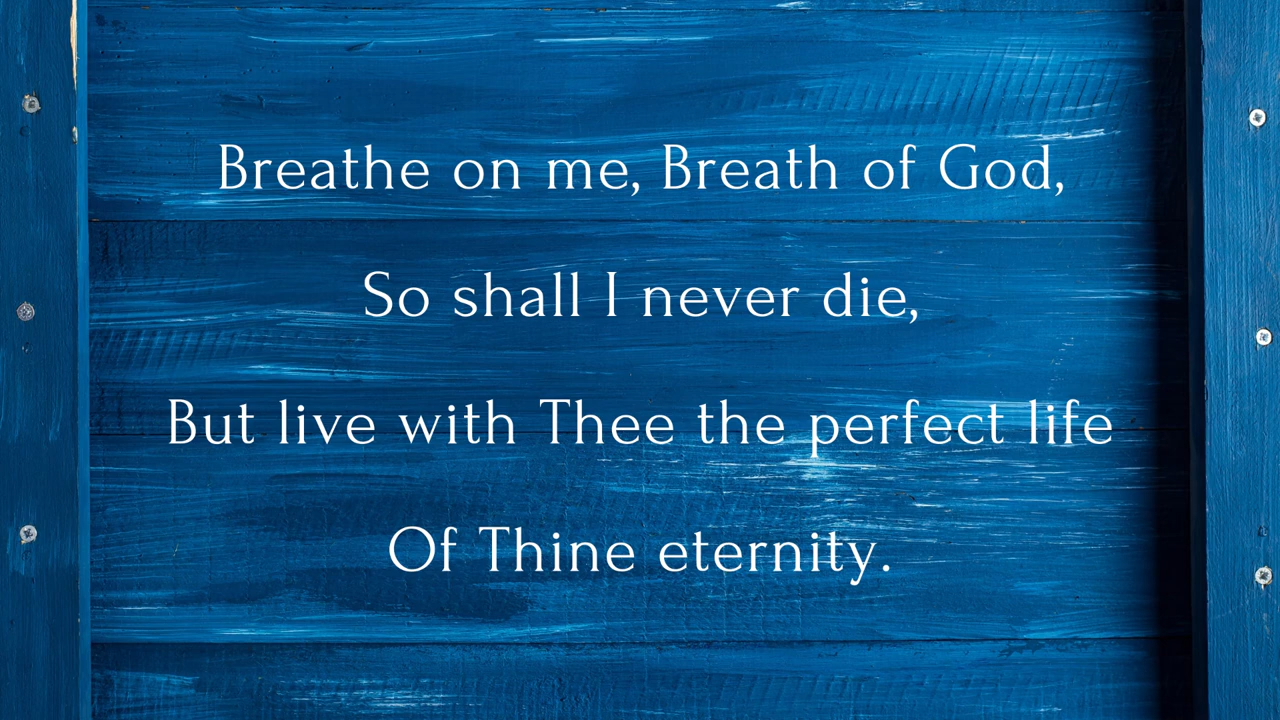 Breathe on me, Breath of God,
So shall I never die,
But live with Thee the perfect life
Of Thine eternity.